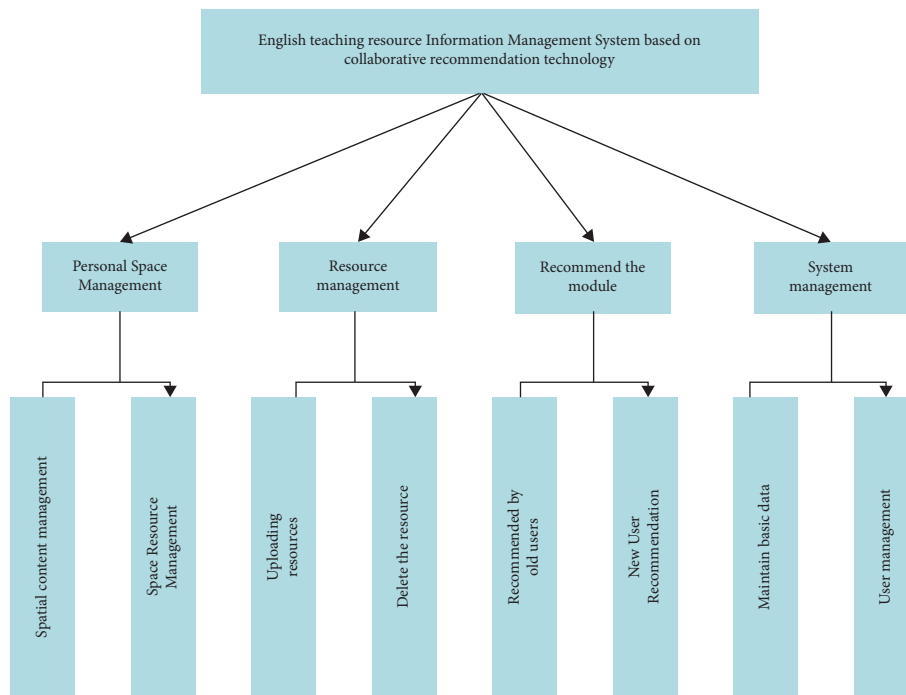 English teaching resource Information Management System based on
collaborative recommendation technology
Personal Space
Management
Resource
management
Recommend the
module
System
management
Spatial content management
Space Resource
Management
Uploading
resources
Delete the resource
Recommended by
old users
New User
Recommendation
Maintain basic data
User management